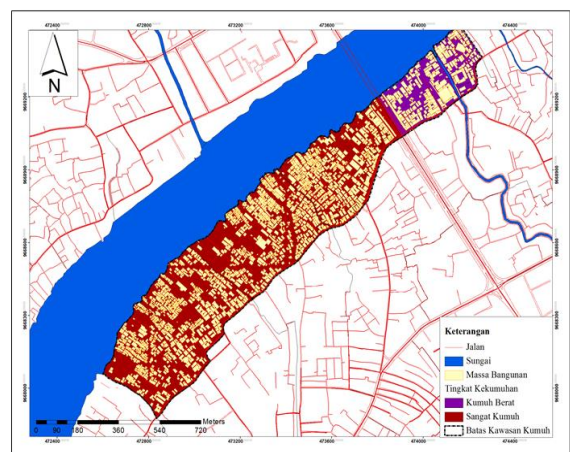 472400 472800 473200 473600 474000 474400
N
Keterangan
Jalan
Sungai
Massa Bangunan
Tingkat Kekumuhan
Kumuh Berat
Sangat Kumuh
Batas Kawasan Kumuh
Meters
0 90 180 360 540 720
472400 472800 473200 473600 474000 474400